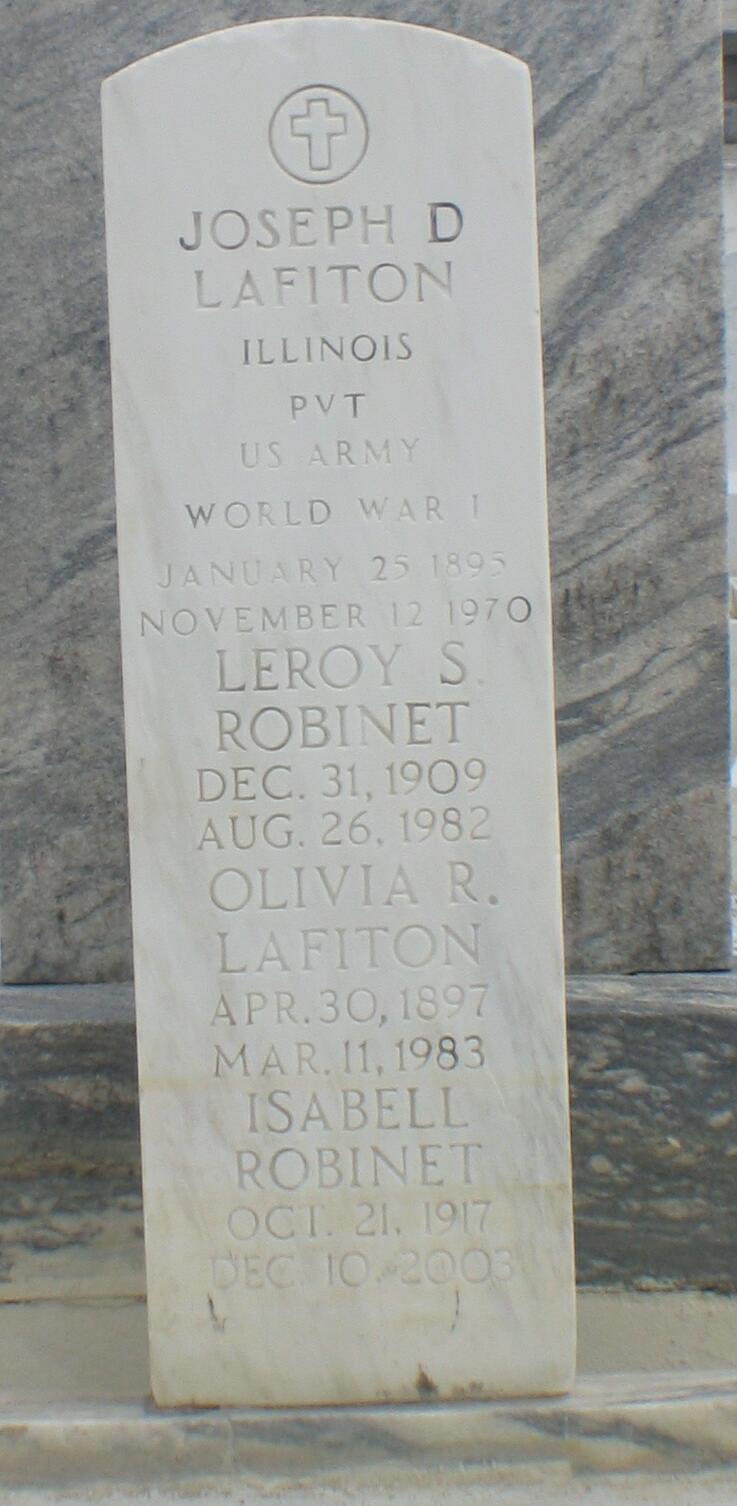 JOSEPH D
LAFITON
ILLINOIS
PVT
US ARMY
WORLD WAR I
JANUARY 25 1895
NOVEMBER 12 1970
LEROY S.
ROBINET
DEC. 31, 1909
AUG. 26, 1982
OLIVIA R.
LAFITON
APR. 30, 1897
MAR. 11, 1983
ISABELL
ROBINET
OCT. 21, 1917
DEC. 10, 2003